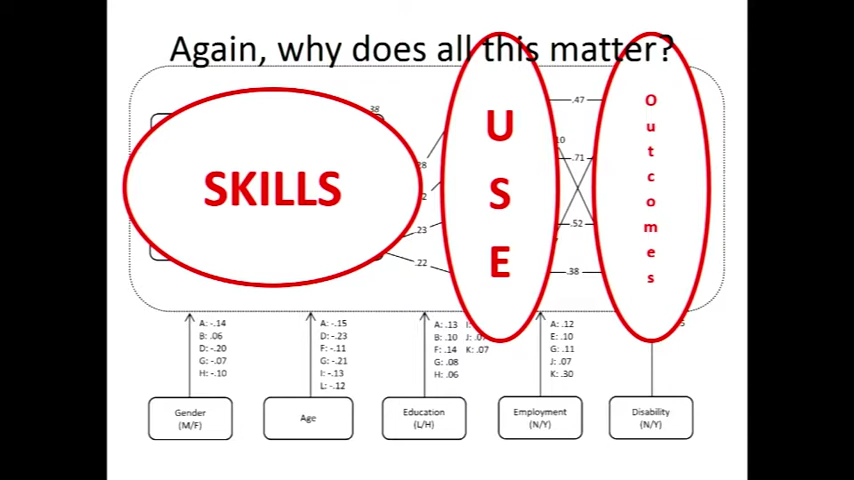 Again, why does all this matter?
SKILLS
U
S
E
O
u
t
c
o
m
e
s
.38
.47
.71
.52
.38
.23
.22
A: -.14
B: .06
D: -.20
G: -.07
H: -.10
A: -.15
D: -.23
F: -.11
G: -.21
I: -.13
L: -.12
A: .13
B: .10
F: .14
G: .08
H: .06
K: .07
A: .12
E: .10
G: .11
J: .07
K: .30
Gender
(M/F)
Age
Education
(L/H)
Employment
(N/Y)
Disability
(N/Y)